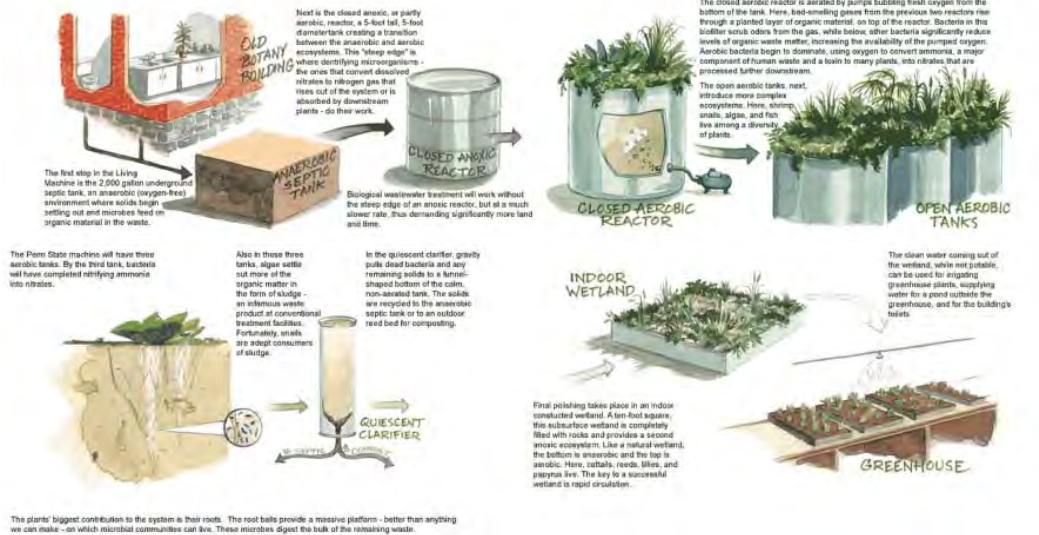 OLD
BOTANY
BUILDING
Next is the closed anoxic, or partly
aerobic, reactor, a 5-foot tall, 5-foot
diametertank creating a transition
between the anaerobic and aerobic
ecosystems. This "steep edge" is
where dentrifying microorganisms -
the ones that convert dissolved
nitrates to nitrogen gas that
rises out of the system or is
absorbed by downstream
plants - do their work.
The first stop in the Living
Machine is the 2,000 gallon underground
septic tank, an anaerobic (oxygen-free)
environment where solids begin
settling out and microbes feed on
organic material in the waste.
ANAEROBIC
SEPTIC
TANK
CLOSED ANOXIC
REACTOR
Biological wastewater treatment will work without
the steep edge of an anoxic reactor, but at a much
slower rate, thus demanding significantly more land
and time.
The closed aerobic reactor is aerated by pumps bubbling fresh oxygen from the
bottom of the tank. Here, bad-smelling gases from the previous two reactors rise
through a planted layer of organic material, on top of the reactor. Bacteria in this
biofilter scrub odors from the gas, while below, other bacteria significantly reduce
levels of organic waste matter, increasing the availability of the pumped oxygen.
Aerobic bacteria begin to dominate, using oxygen to convert ammonia, a major
component of human waste and a toxin to many plants, into nitrates that are
processed further downstream.
The open aerobic tanks, next,
introduce more complex
ecosystems. Here, shrimp,
snails, algae, and fish
live among a diversity
of plants.
CLOSED AEROBIC
REACTOR
OPEN AEROBIC
TANKS
The Penn State machine will have three
aerobic tanks. By the third tank, bacteria
will have completed nitrifying ammonia
into nitrates.
Also in these three
tanks, algae settle
out more of the
organic matter in
the form of sludge -
an infamous waste
product at conventional
treatment facilities.
Fortunately, snails
are adept consumers
of sludge.
In the quiescent clarifier, gravity
pulls dead bacteria and any
remaining solids to a funnel-
shaped bottom of the calm,
non-aerated tank. The solids
are recycled to the anaerobic
septic tank or to an outdoor
reed bed for composting.
QUIESCENT
CLARIFIER
SEPTIC
COMPOST
INDOOR
WETLAND
The clean water coming out of
the wetland, while not potable,
can be used for irrigating
greenhouse plants, supplying
water for a pond outside the
greenhouse, and for the building's
toilets.
Final polishing takes place in an indoor
constucted wetland. A ten-foot square,
this subsurface wetland is completely
filled with rocks and provides a second
anoxic ecosystem. Like a natural wetland,
the bottom is anaerobic and the top is
aerobic. Here, cattails, reeds, lilies, and
papyrus live. The key to a successful
wetland is rapid circulation.
GREENHOUSE
The plants' biggest contribution to the system is their roots. The root balls provide a massive platform - better than anything
we can make - on which microbial communities can live. These microbes digest the bulk of the remaining waste.